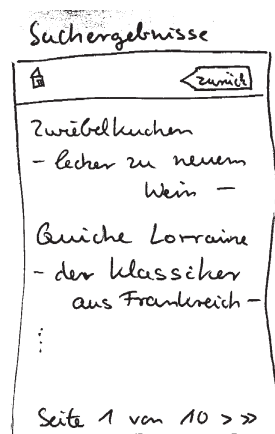 Suchergebnisse
zurück
Zwiebelkuchen
- lecker zu neuem
Wein -
Quiche Lorraine
- der Klassiker
aus Frankreich -
⋮
Seite 1 von 10 > >>